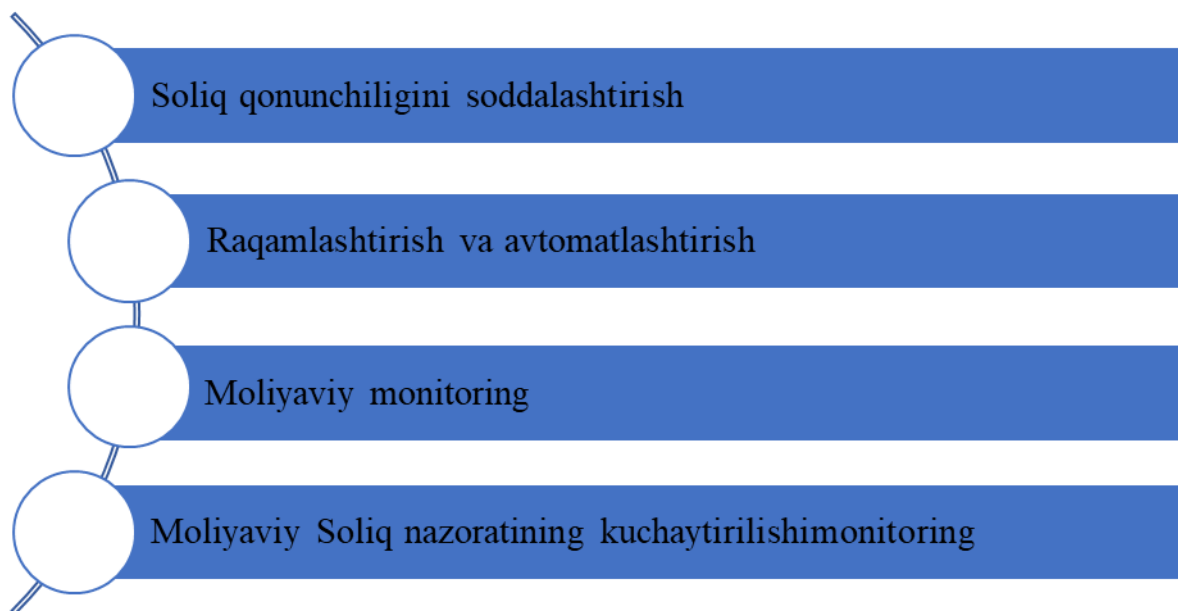 Soliq qonunchiligini soddalashtirish
Raqamlashtirish va avtomatlashtirish
Moliyaviy monitoring
Moliyaviy Soliq nazoratining kuchaytirilishimonitoring